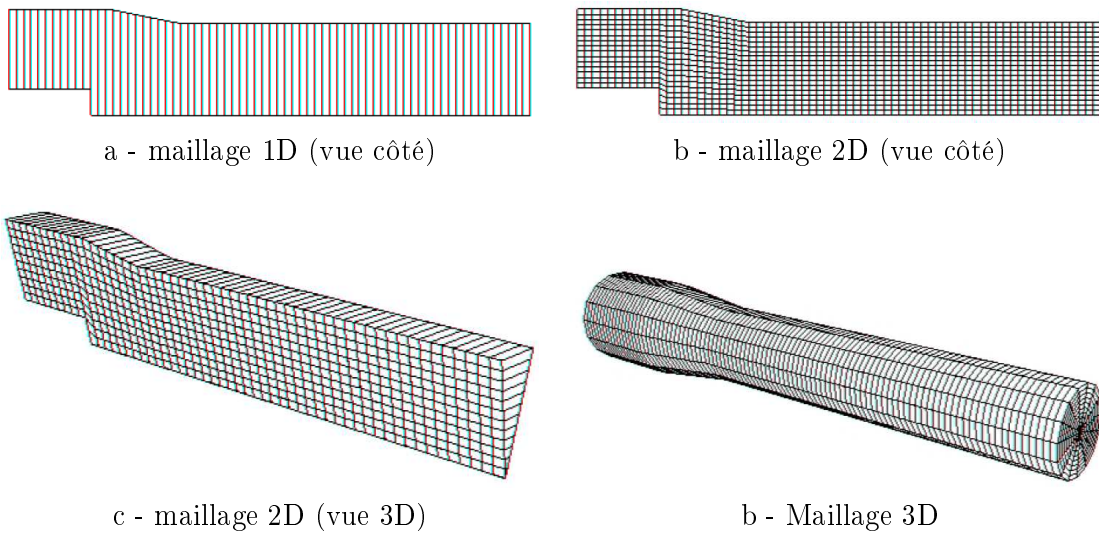 a - maillage 1D (vue côté)
b - maillage 2D (vue côté)
c - maillage 2D (vue 3D)
b - Maillage 3D